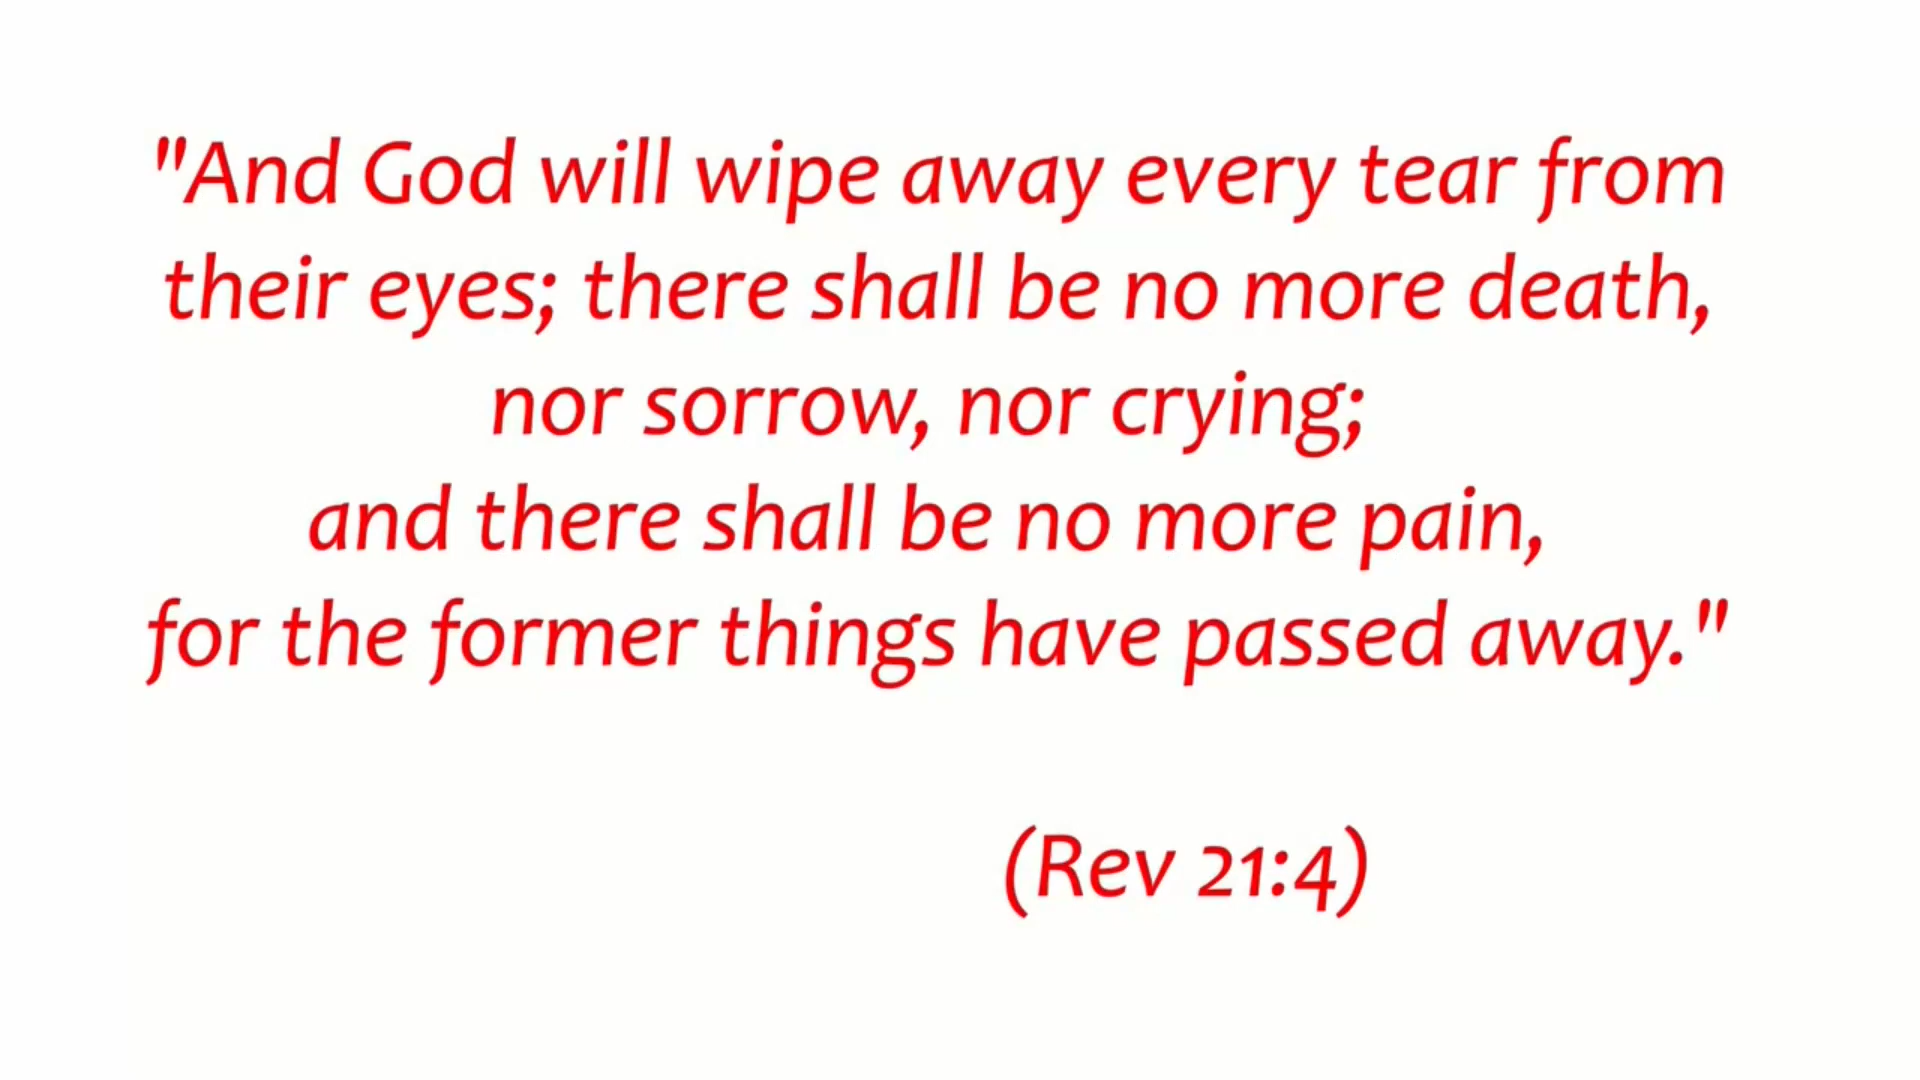 "And God will wipe away every tear from
their eyes; there shall be no more death,
nor sorrow, nor crying;
and there shall be no more pain,
for the former things have passed away."
(Rev 21:4)